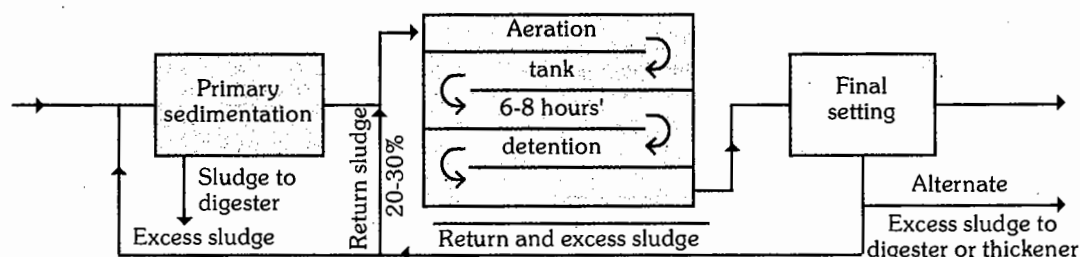 Primary
sedimentation
Sludge to
digester
Excess sludge
Return sludge
20-30%
Aeration
tank
6-8 hours'
detention
Return and excess sludge
Final
setting
Alternate
Excess sludge to
digester or thickener